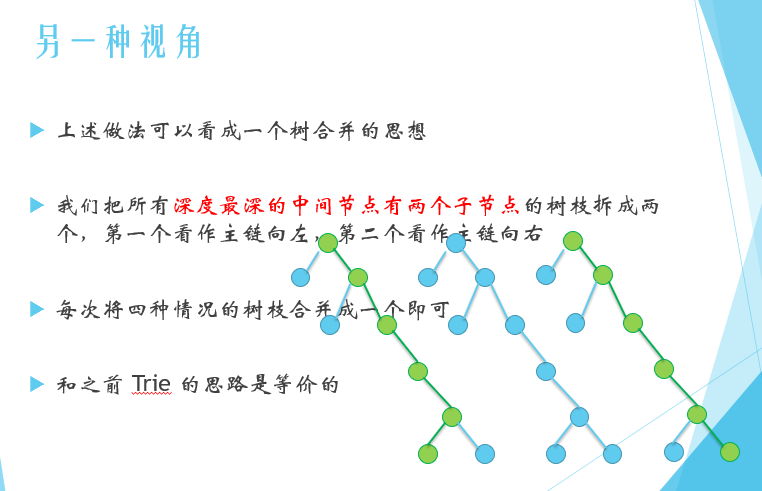 另一种视角
上述做法可以看成一个树合并的思想
我们把所有深度最深的中间节点有两个子节点的树枝拆成两
个，第一个看作主链向左，第二个看作主链向右
每次将四种情况的树枝合并成一个即可
和之前 Trie 的思路是等价的